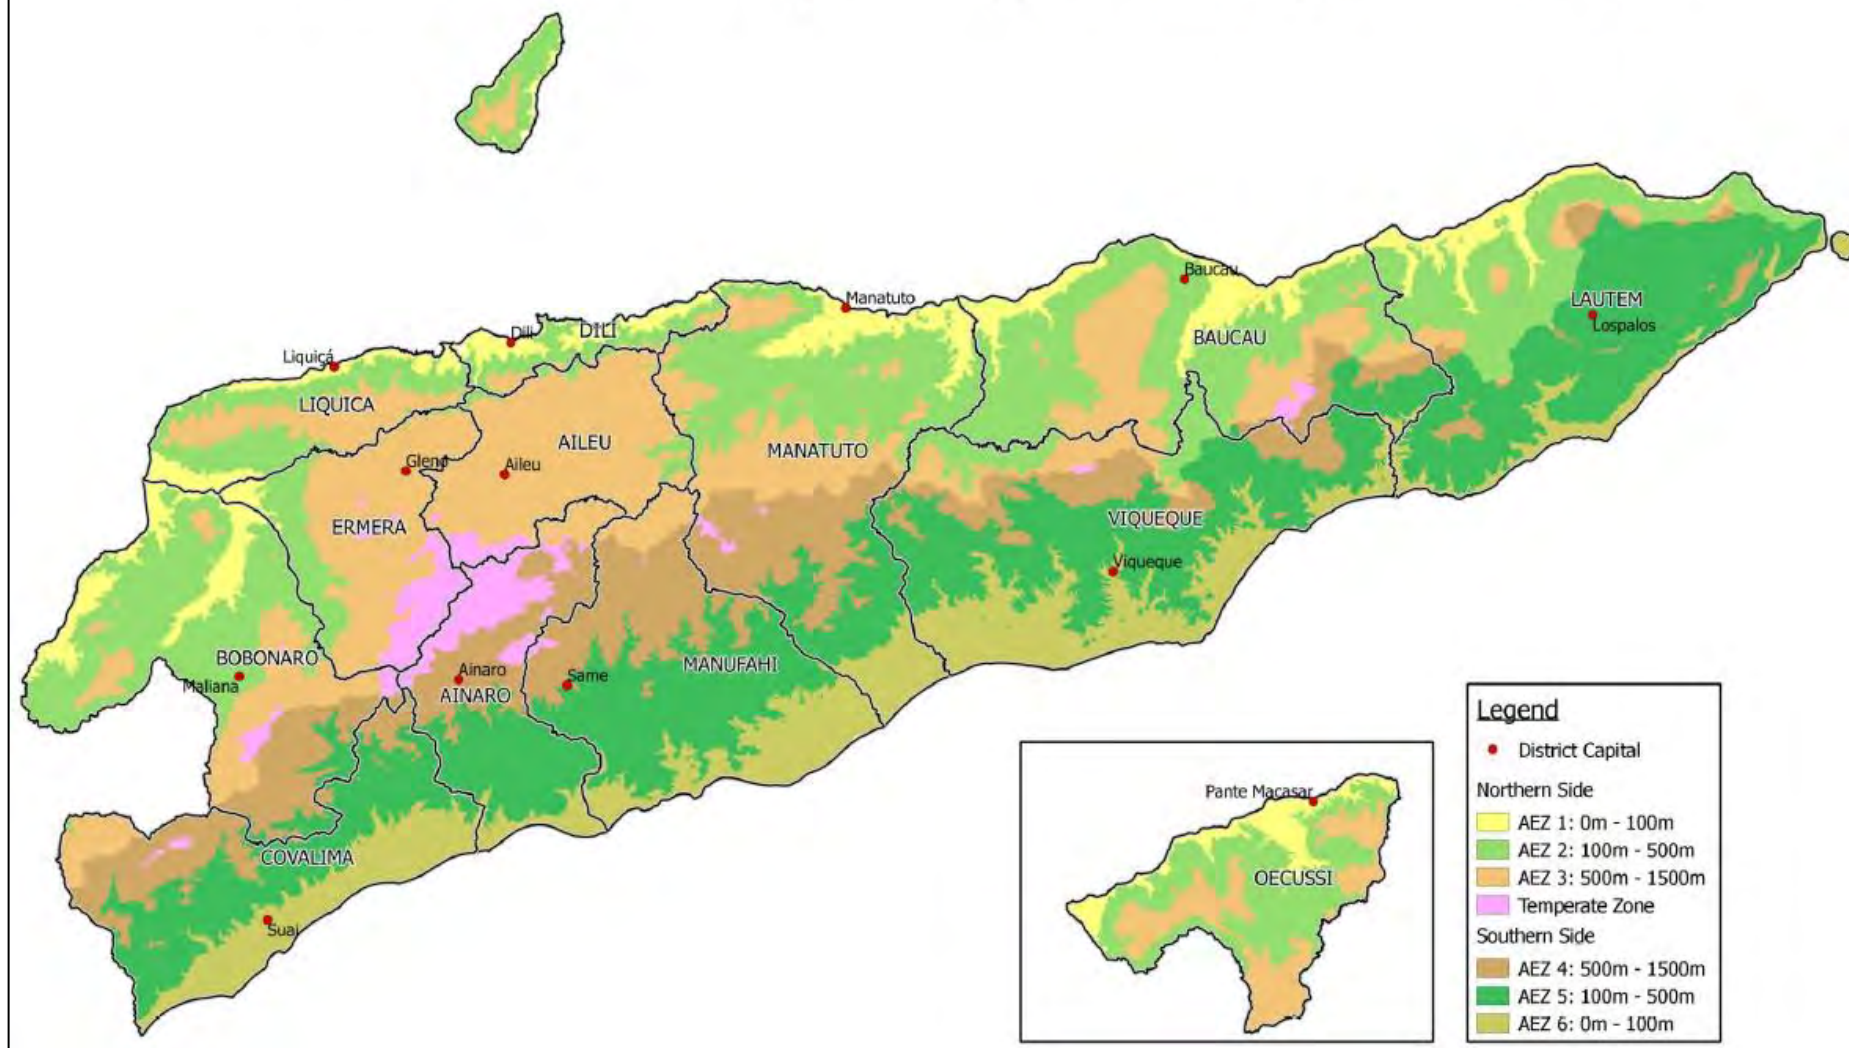 Baucau
Manatuto
LAUTEM
Lospalos
Dili
DILI
BAUCAU
Liquiçá
LIQUICA
AILEU
MANATUTO
Gleno
Aileu
ERMERA
VIQUEQUE
Viqueque
BOBONARO
MANUFAHI
Ainaro
Same
Maliana
AINARO
COVALIMA
Suai
Pante Macasar
OECUSSI
Legend
District Capital
Northern Side
AEZ 1: 0m - 100m
AEZ 2: 100m - 500m
AEZ 3: 500m - 1500m
Temperate Zone
Southern Side
AEZ 4: 500m - 1500m
AEZ 5: 100m - 500m
AEZ 6: 0m - 100m